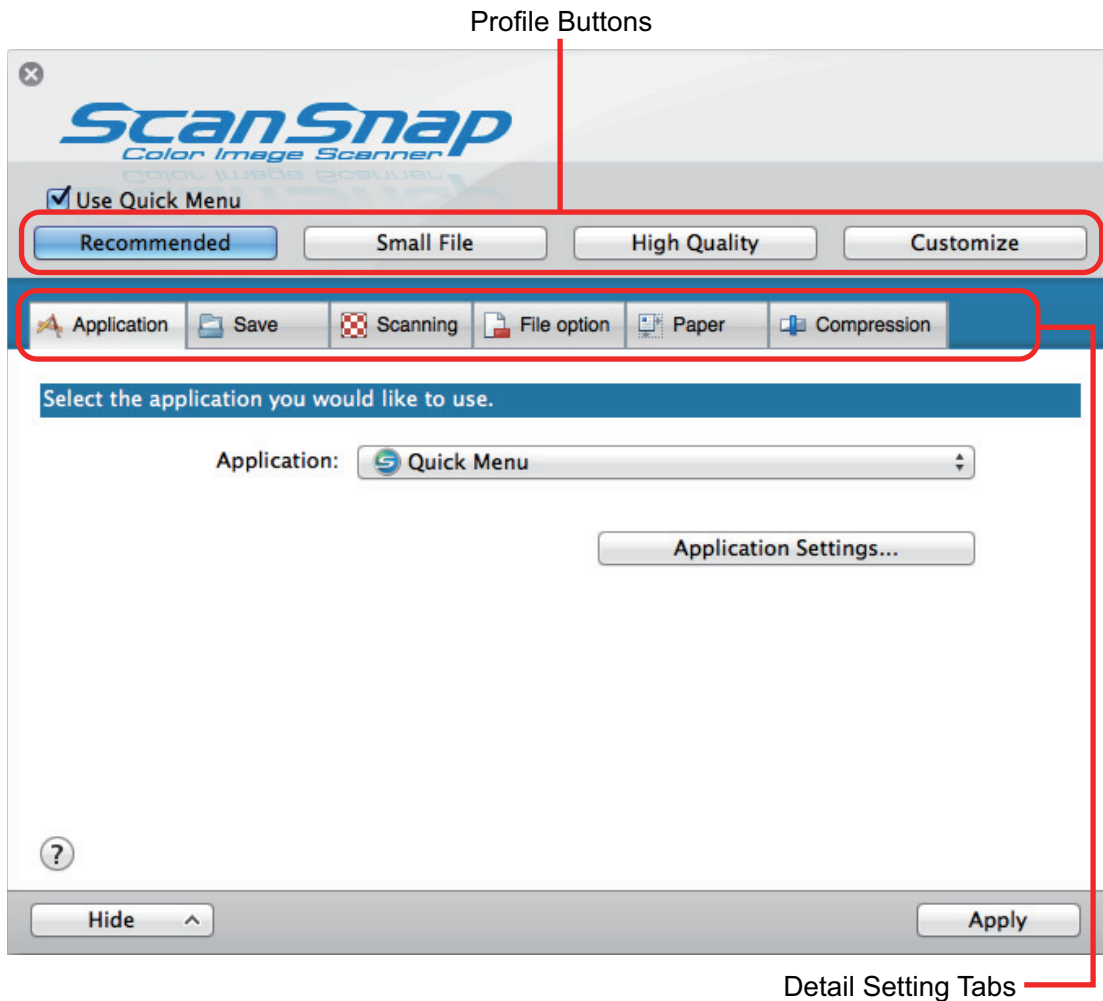 Profile Buttons
ScanSnap
Color Image Scanner
Use Quick Menu
Recommended Small File High Quality Customize
Application Save Scanning File option Paper Compression
Select the application you would like to use.
Application: Quick Menu
Application Settings...
?
Hide Apply
Detail Setting Tabs